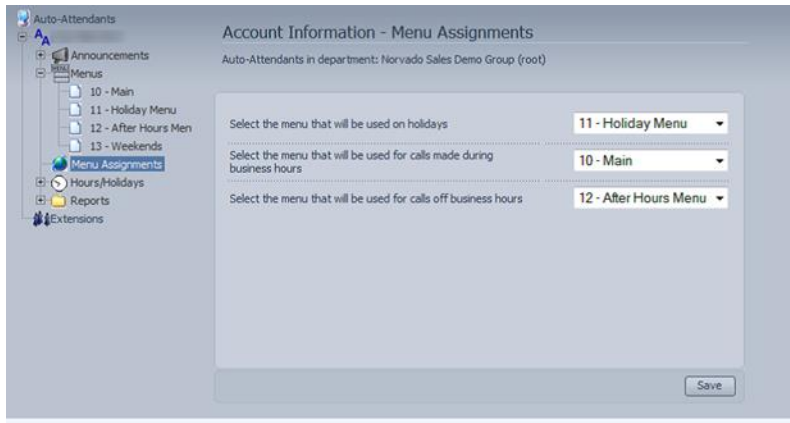 Auto-Attendants
Announcements
Menus
10 - Main
11 - Holiday Menu
12 - After Hours Men
13 - Weekends
Menu Assignments
Hours/Holidays
Reports
Extensions
Account Information - Menu Assignments
Auto-Attendants in department: Norvado Sales Demo Group (root)
Select the menu that will be used on holidays
11 - Holiday Menu
Select the menu that will be used for calls made during
business hours
10 - Main
Select the menu that will be used for calls off business hours
12 - After Hours Menu
Save